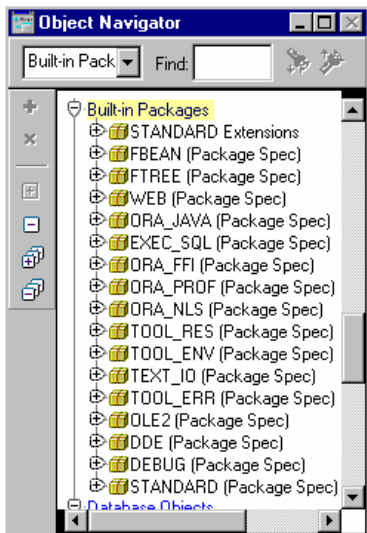 Object Navigator
Built-in Pack Find:
Built-in Packages
STANDARD Extensions
FBEAN (Package Spec)
FTREE (Package Spec)
WEB (Package Spec)
ORA_JAVA (Package Spec)
EXEC_SQL (Package Spec)
ORA_FFI (Package Spec)
ORA_PROF (Package Spec)
ORA_NLS (Package Spec)
TOOL_RES (Package Spec)
TOOL_ENV (Package Spec)
TEXT_IO (Package Spec)
TOOL_ERR (Package Spec)
OLE2 (Package Spec)
DDE (Package Spec)
DEBUG (Package Spec)
STANDARD (Package Spec)
Database Objects